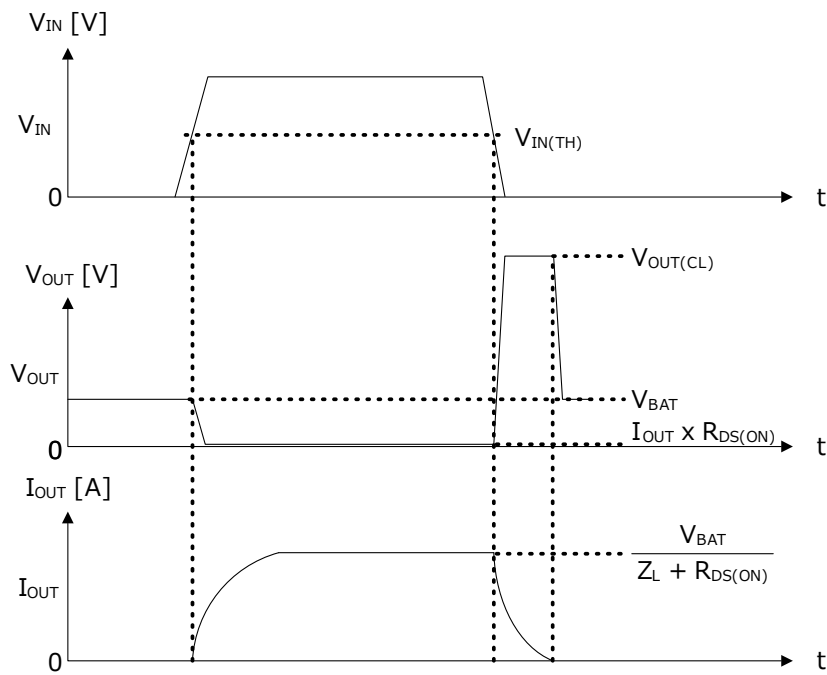 VIN [V]
VIN
VIN(TH)
0
t
VOUT [V]
VOUT(CL)
VOUT
VBAT
IOUT x RDS(ON)
0
t
IOUT [A]
VBAT
ZL + RDS(ON)
IOUT
0
t